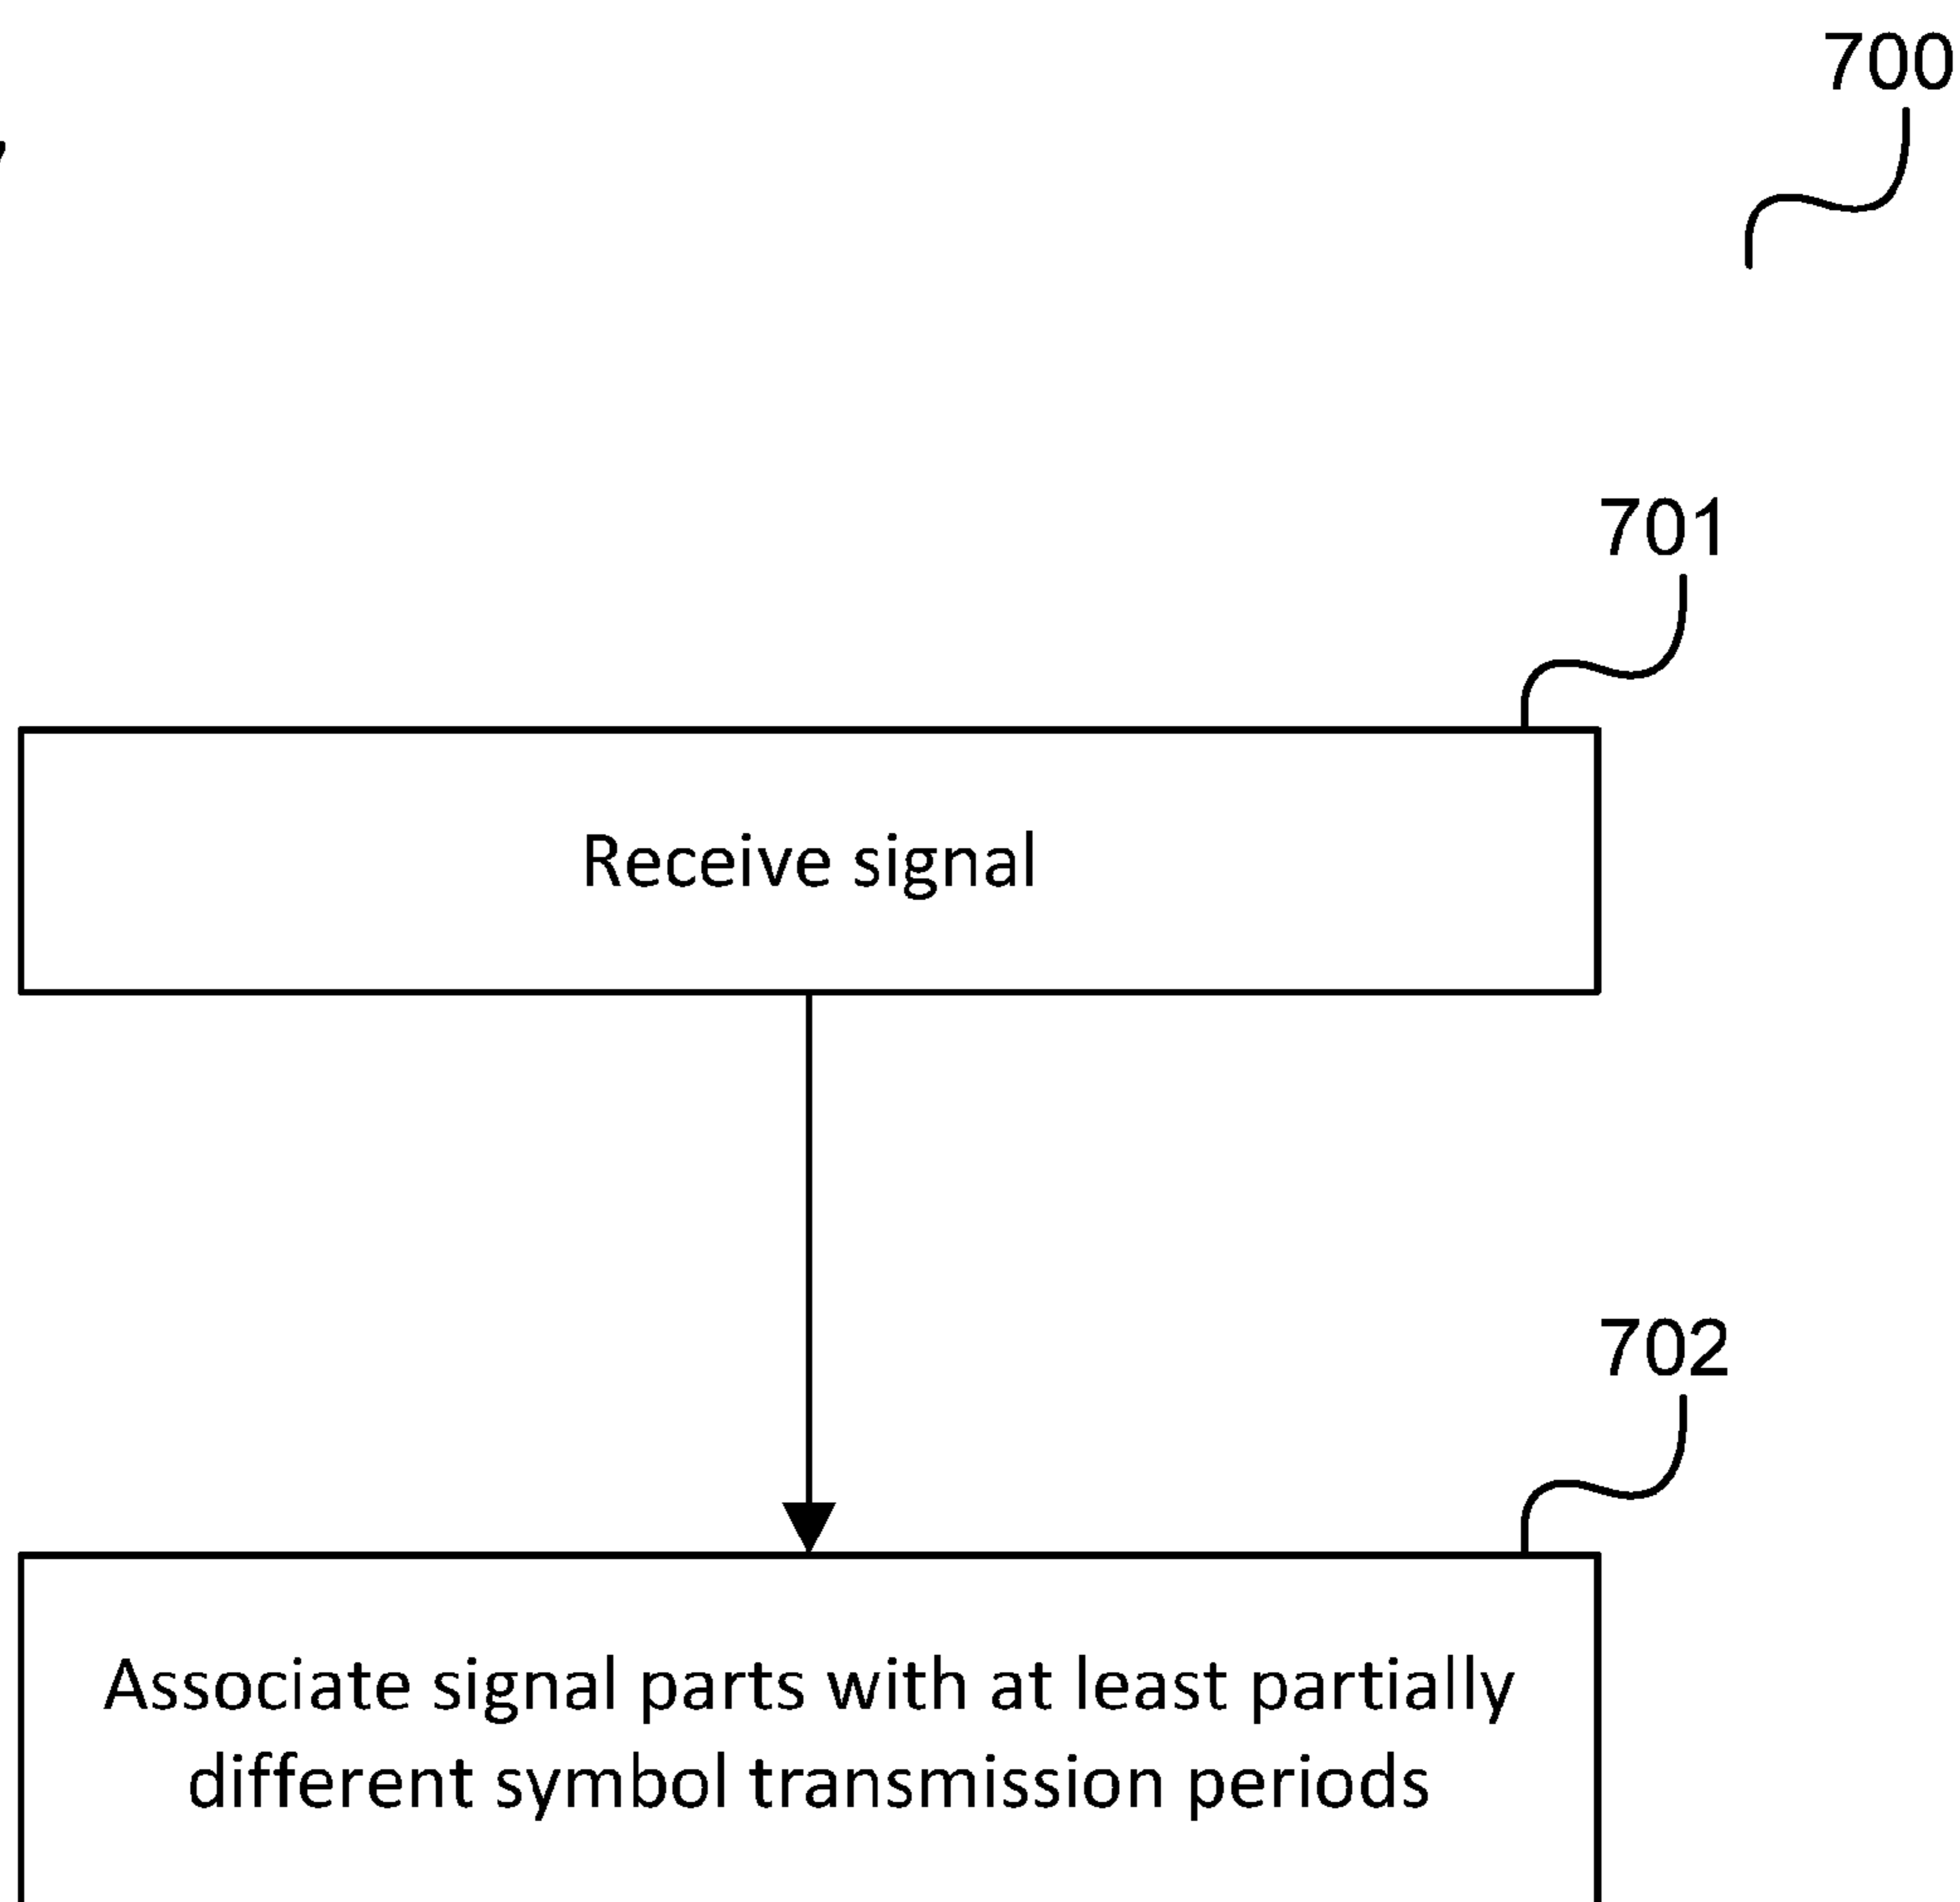 700
701
Receive signal
702
Associate signal parts with at least partially
different symbol transmission periods